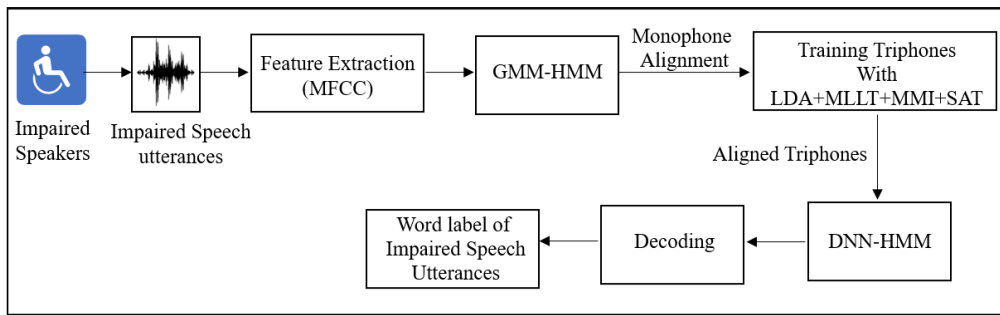 Impaired
Speakers
Impaired Speech
utterances
Feature Extraction
(MFCC)
GMM-HMM
Monophone
Alignment
Training Triphones
With
LDA+MLLT+MMI+SAT
Aligned Triphones
DNN-HMM
Decoding
Word label of
Impaired Speech
Utterances